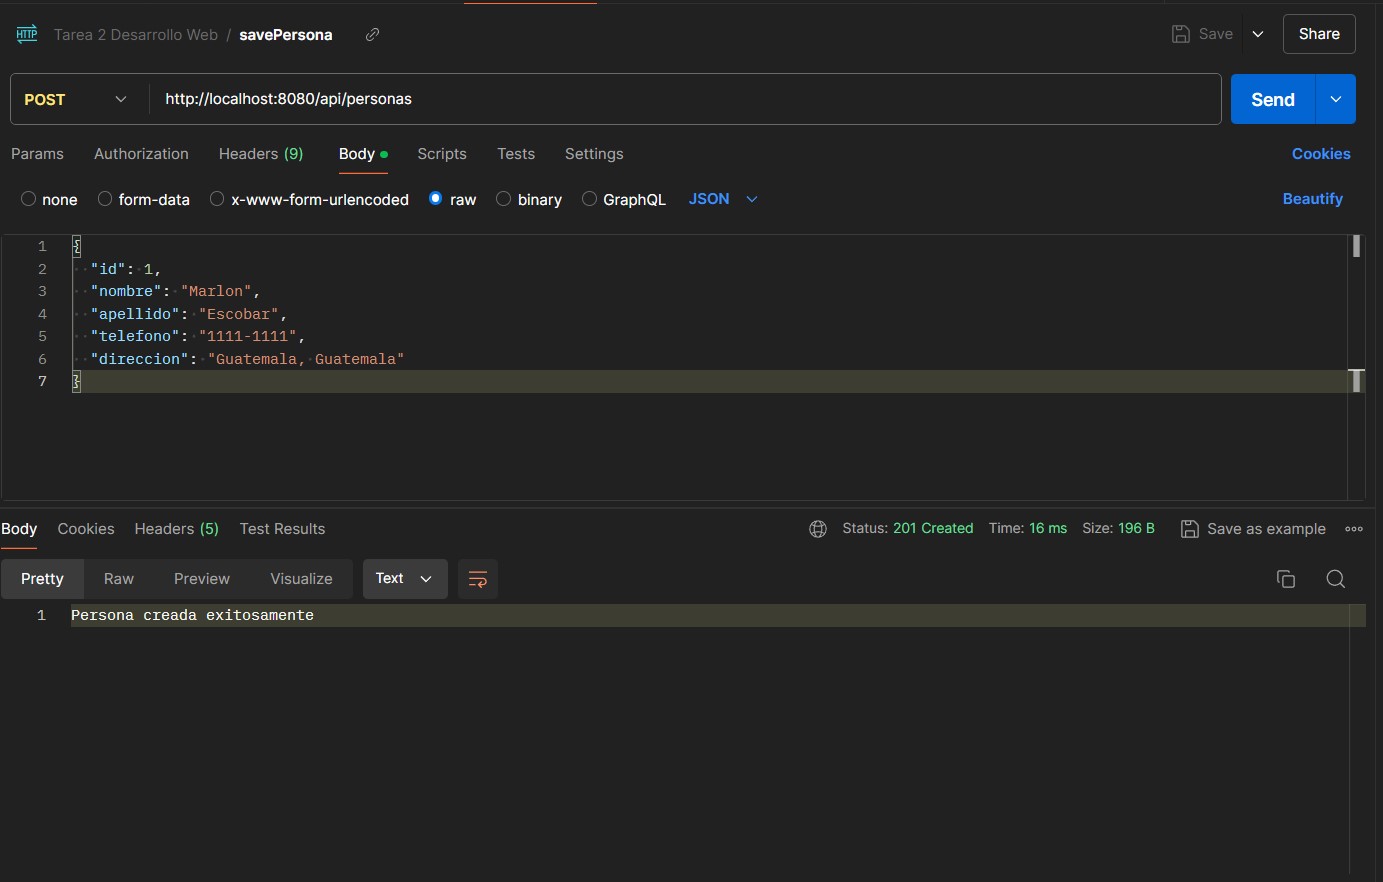 HTTP Tarea 2 Desarrollo Web / savePersona Save Share
POST http://localhost:8080/api/personas Send
Params Authorization Headers (9) Body Scripts Tests Settings Cookies
none form-data x-www-form-urlencoded raw binary GraphQL JSON Beautify
1 {
2 "id": 1,
3 "nombre": "Marlon",
4 "apellido": "Escobar",
5 "telefono": "1111-1111",
6 "direccion": "Guatemala, Guatemala"
7 }
Body Cookies Headers (5) Test Results Status: 201 Created Time: 16 ms Size: 196 B Save as example
Pretty Raw Preview Visualize Text
1 Persona creada exitosamente